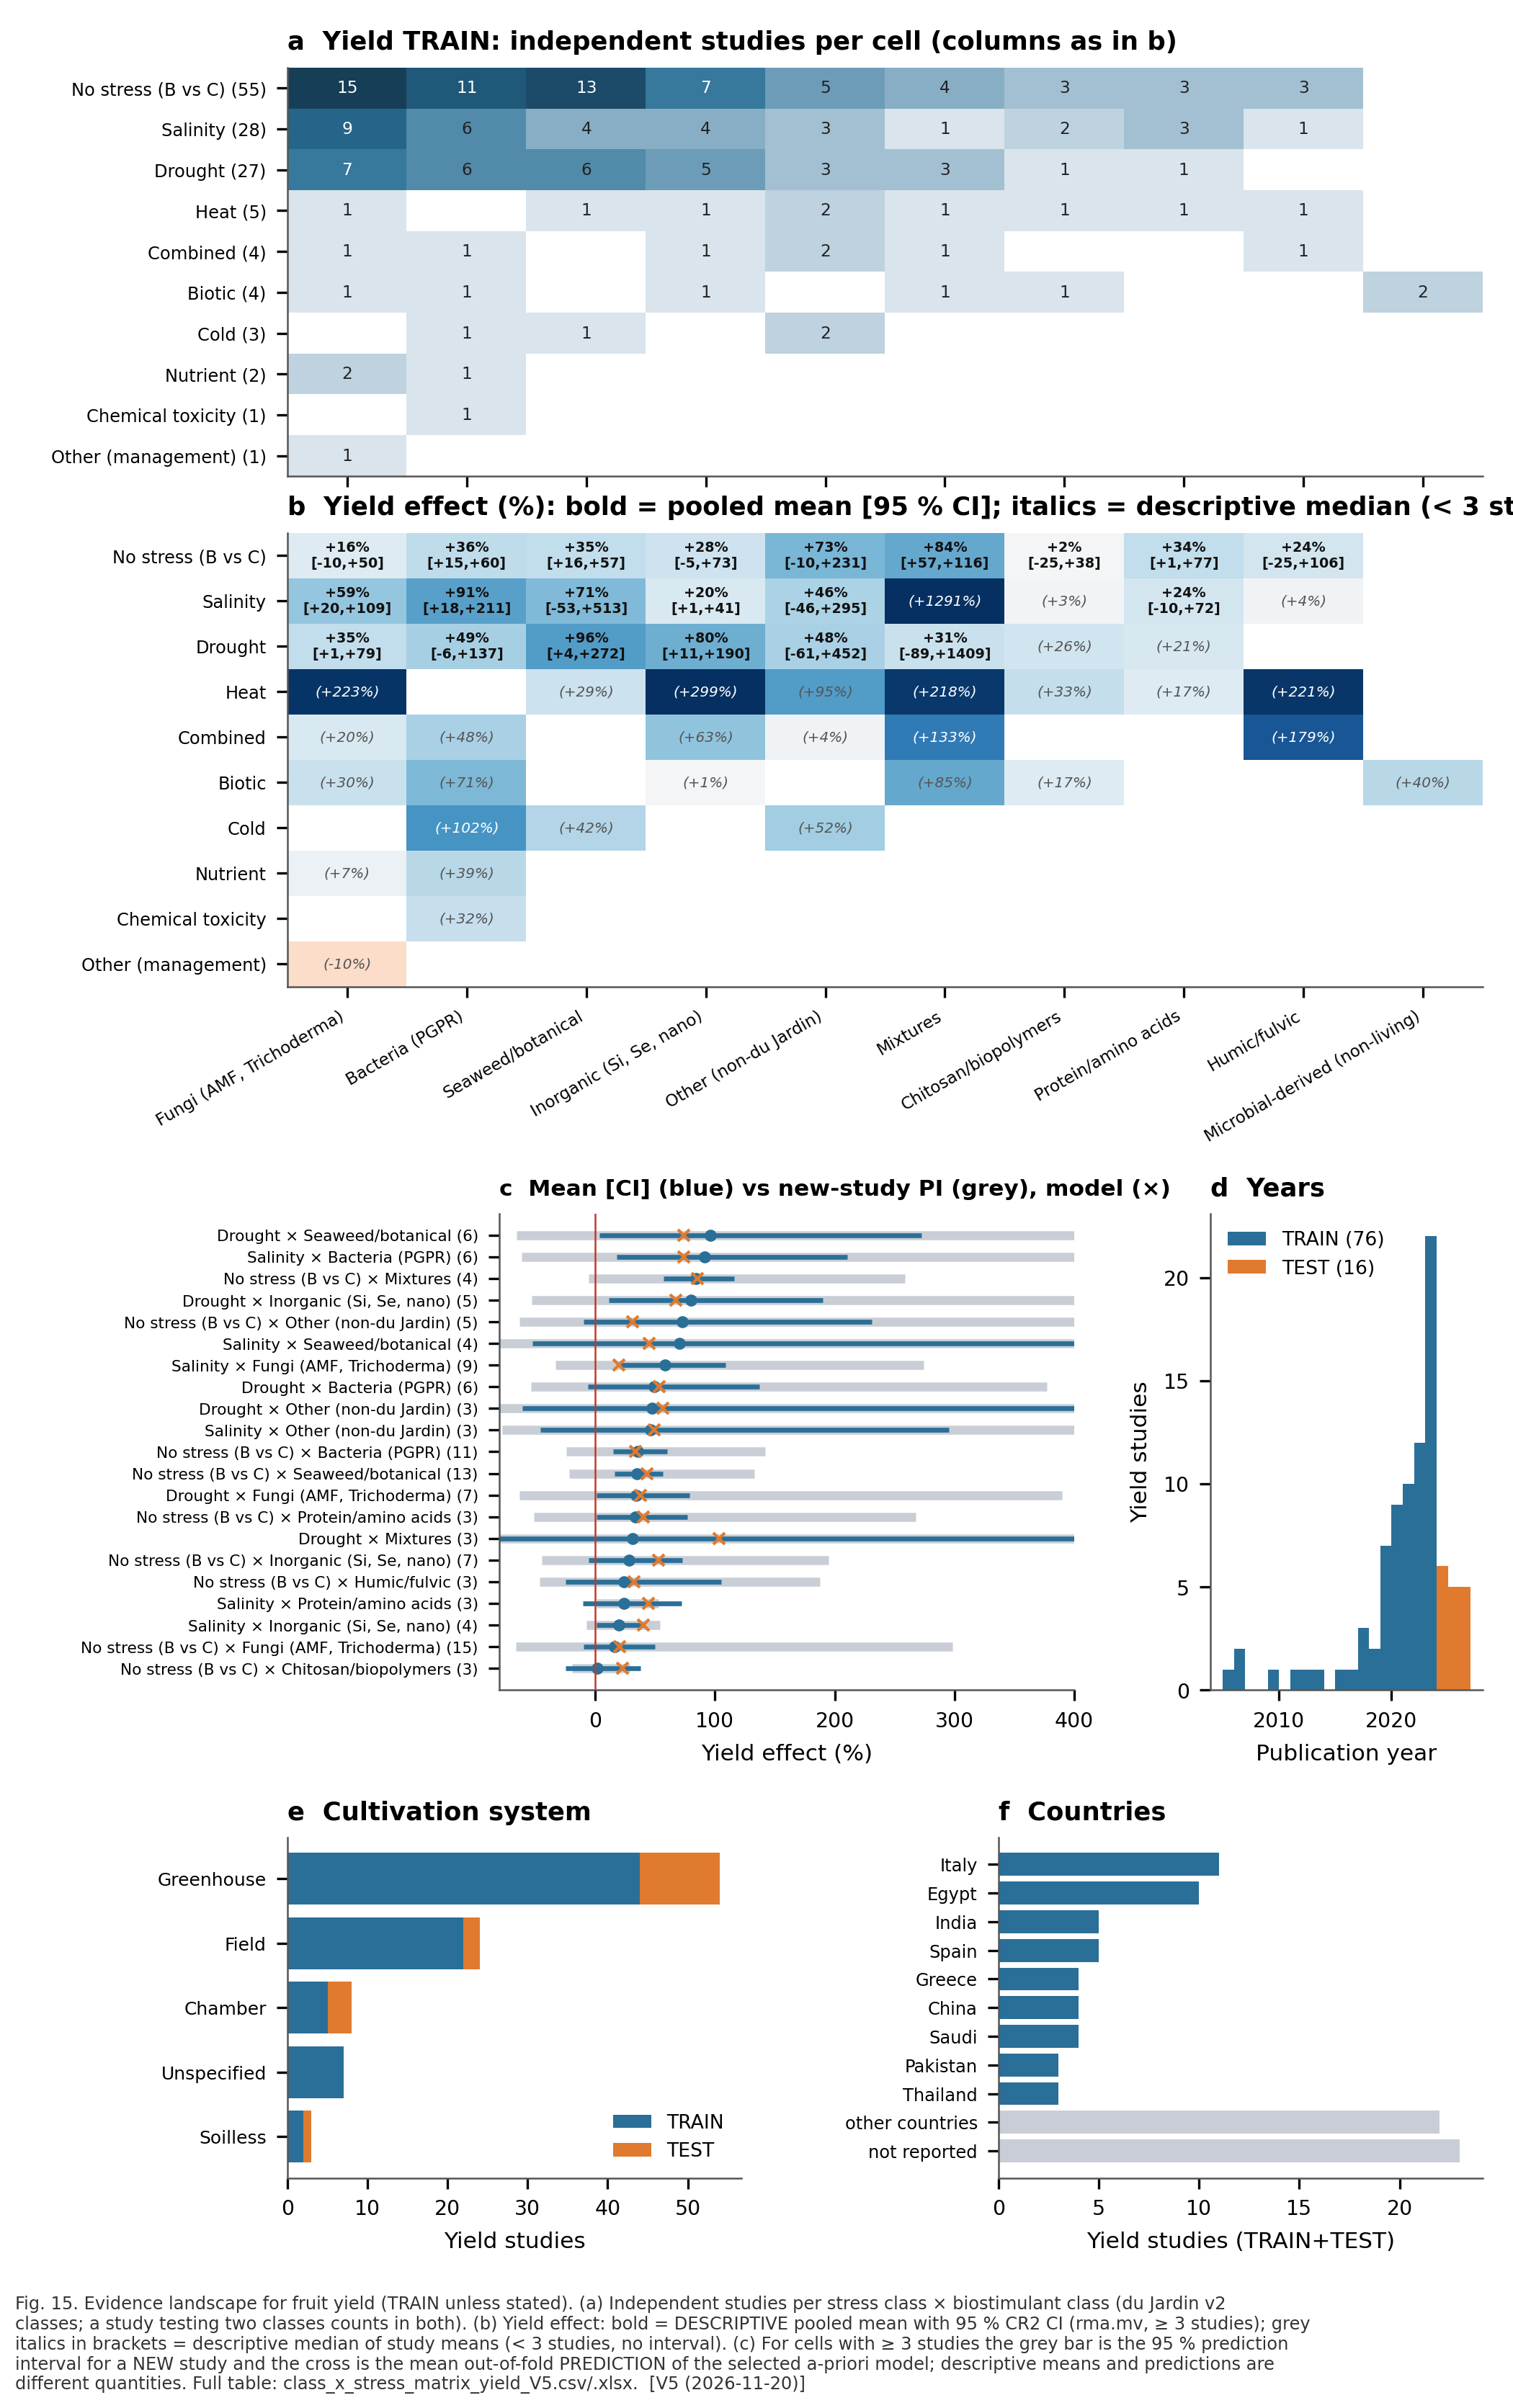 a  Yield TRAIN: independent studies per cell (columns as in b)
No stress (B vs C) (55) 15 11 13 7 5 4 3 3 3
Salinity (28) 9 6 4 4 3 1 2 3 1
Drought (27) 7 6 6 5 3 3 1 1
Heat (5) 1 1 1 2 1 1 1 1
Combined (4) 1 1 1 2 1 1
Biotic (4) 1 1 1 1 1 2
Cold (3) 1 1 2
Nutrient (2) 2 1
Chemical toxicity (1) 1
Other (management) (1) 1
b  Yield effect (%): bold = pooled mean [95 % CI]; italics = descriptive median (< 3 st
No stress (B vs C) +16% +36% +35% +28% +73% +84% +2% +34% +24%
[-10,+50] [+15,+60] [+16,+57] [-5,+73] [-10,+231] [+57,+116] [-25,+38] [+1,+77] [-25,+106]
Salinity +59% +91% +71% +20% +46% (+1291%) (+3%) +24% (+4%)
[+20,+109] [+18,+211] [-53,+513] [+1,+41] [-46,+295] [-10,+72]
Drought +35% +49% +96% +80% +48% +31% (+26%) (+21%)
[+1,+79] [-6,+137] [+4,+272] [+11,+190] [-61,+452] [-89,+1409]
Heat (+223%) (+29%) (+299%) (+95%) (+218%) (+33%) (+17%) (+221%)
Combined (+20%) (+48%) (+63%) (+4%) (+133%) (+179%)
Biotic (+30%) (+71%) (+1%) (+85%) (+17%) (+40%)
Cold (+102%) (+42%) (+52%)
Nutrient (+7%) (+39%)
Chemical toxicity (+32%)
Other (management) (-10%)
Fungi (AMF, Trichoderma)
Bacteria (PGPR)
Seaweed/botanical
Inorganic (Si, Se, nano)
Other (non-du Jardin)
Mixtures
Chitosan/biopolymers
Protein/amino acids
Humic/fulvic
Microbial-derived (non-living)
c  Mean [CI] (blue) vs new-study PI (grey), model (×)
Drought × Seaweed/botanical (6)
Salinity × Bacteria (PGPR) (6)
No stress (B vs C) × Mixtures (4)
Drought × Inorganic (Si, Se, nano) (5)
No stress (B vs C) × Other (non-du Jardin) (5)
Salinity × Seaweed/botanical (4)
Salinity × Fungi (AMF, Trichoderma) (9)
Drought × Bacteria (PGPR) (6)
Drought × Other (non-du Jardin) (3)
Salinity × Other (non-du Jardin) (3)
No stress (B vs C) × Bacteria (PGPR) (11)
No stress (B vs C) × Seaweed/botanical (13)
Drought × Fungi (AMF, Trichoderma) (7)
No stress (B vs C) × Protein/amino acids (3)
Drought × Mixtures (3)
No stress (B vs C) × Inorganic (Si, Se, nano) (7)
No stress (B vs C) × Humic/fulvic (3)
Salinity × Protein/amino acids (3)
Salinity × Inorganic (Si, Se, nano) (4)
No stress (B vs C) × Fungi (AMF, Trichoderma) (15)
No stress (B vs C) × Chitosan/biopolymers (3)
0 100 200 300 400
Yield effect (%)
d  Years
TRAIN (76)
TEST (16)
20
15
10
5
0
Yield studies
2010 2020
Publication year
e  Cultivation system
Greenhouse
Field
Chamber
Unspecified
Soilless
TRAIN
TEST
0 10 20 30 40 50
Yield studies
f  Countries
Italy
Egypt
India
Spain
Greece
China
Saudi
Pakistan
Thailand
other countries
not reported
0 5 10 15 20
Yield studies (TRAIN+TEST)
Fig. 15. Evidence landscape for fruit yield (TRAIN unless stated). (a) Independent studies per stress class × biostimulant class (du Jardin v2
classes; a study testing two classes counts in both). (b) Yield effect: bold = DESCRIPTIVE pooled mean with 95 % CR2 CI (rma.mv, ≥ 3 studies); grey
italics in brackets = descriptive median of study means (< 3 studies, no interval). (c) For cells with ≥ 3 studies the grey bar is the 95 % prediction
interval for a NEW study and the cross is the mean out-of-fold PREDICTION of the selected a-priori model; descriptive means and predictions are
different quantities. Full table: class_x_stress_matrix_yield_V5.csv/.xlsx.  [V5 (2026-11-20)]